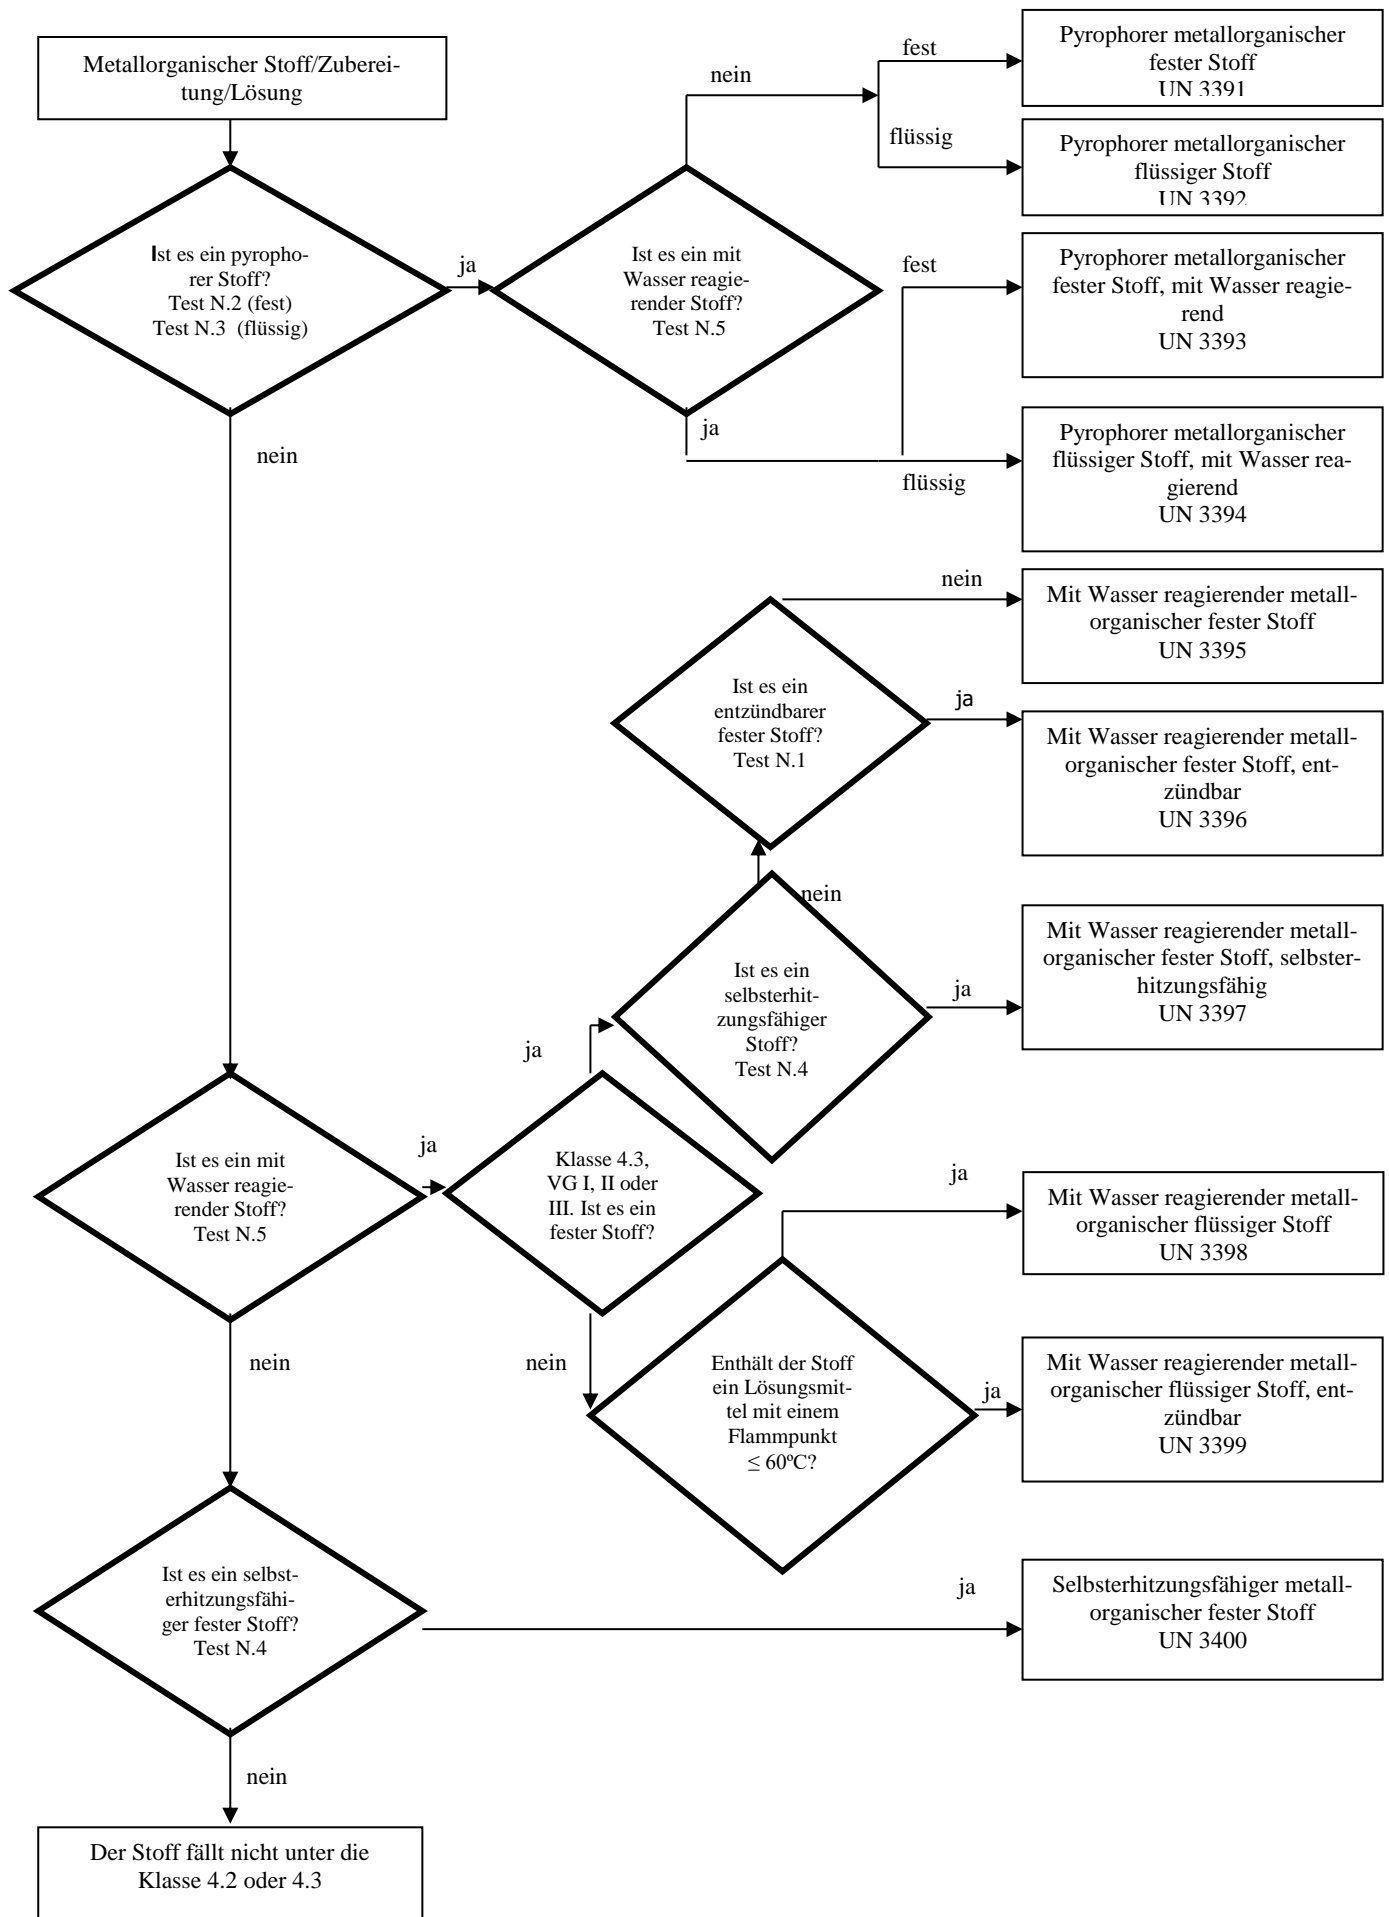 Metallorganischer Stoff/Zuberei-
tung/Lösung
nein
fest
Pyrophorer metallorganischer
fester Stoff
UN 3391
flüssig
Pyrophorer metallorganischer
flüssiger Stoff
UN 3392
Ist es ein pyropho-
rer Stoff?
Test N.2 (fest)
Test N.3 (flüssig)
ja
Ist es ein mit
Wasser reagie-
render Stoff?
Test N.5
fest
Pyrophorer metallorganischer
fester Stoff, mit Wasser reagie-
rend
UN 3393
nein
ja
flüssig
Pyrophorer metallorganischer
flüssiger Stoff, mit Wasser rea-
gierend
UN 3394
nein
Mit Wasser reagierender metall-
organischer fester Stoff
UN 3395
Ist es ein
entzündbarer
fester Stoff?
Test N.1
ja
Mit Wasser reagierender metall-
organischer fester Stoff, ent-
zündbar
UN 3396
nein
Ist es ein
selbsterhit-
zungsfähiger
Stoff?
Test N.4
ja
Mit Wasser reagierender metall-
organischer fester Stoff, selbster-
hitzungsfähig
UN 3397
ja
Ist es ein mit
Wasser reagie-
render Stoff?
Test N.5
ja
Klasse 4.3,
VG I, II oder
III. Ist es ein
fester Stoff?
ja
Mit Wasser reagierender metall-
organischer flüssiger Stoff
UN 3398
nein
nein
Enthält der Stoff
ein Lösungsmit-
tel mit einem
Flammpunkt
≤ 60ºC?
ja
Mit Wasser reagierender metall-
organischer flüssiger Stoff, ent-
zündbar
UN 3399
Ist es ein selbst-
erhitzungsfähi-
ger fester Stoff?
Test N.4
ja
Selbsterhitzungsfähiger metall-
organischer fester Stoff
UN 3400
nein
Der Stoff fällt nicht unter die
Klasse 4.2 oder 4.3